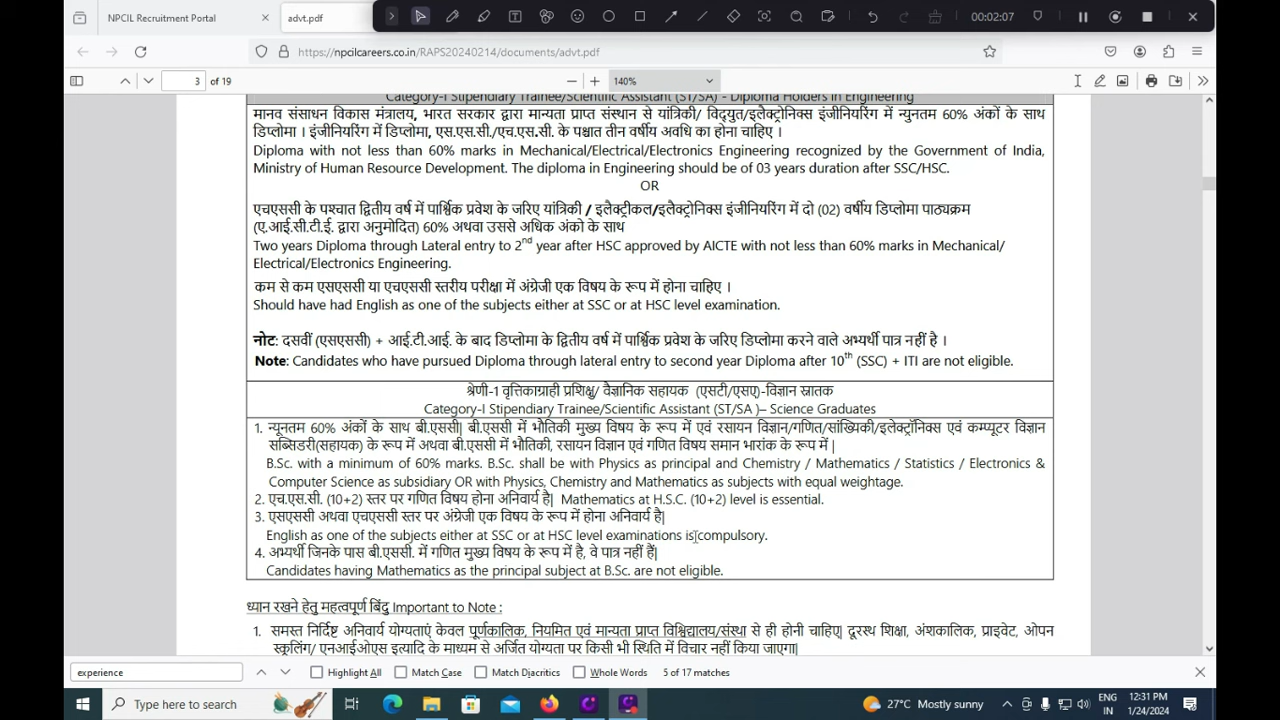 NPCIL Recruitment Portal
advt.pdf
00:02:07
https://npcilcareers.co.in/RAPS20240214/documents/advt.pdf
3 of 19
140%
Category-I Stipendiary Trainee/Scientific Assistant (ST/SA) - Diploma Holders in Engineering
मानव संसाधन विकास मंत्रालय, भारत सरकार द्वारा मान्यता प्राप्त संस्थान से यांत्रिकी/ विद्युत/इलेक्ट्रोनिक्स इंजीनियरिंग में न्युनतम 60% अंकों के साथ
डिप्लोमा । इंजीनियरिंग में डिप्लोमा, एस.एस.सी./एच.एस.सी. के पश्चात तीन वर्षीय अवधि का होना चाहिए ।
Diploma with not less than 60% marks in Mechanical/Electrical/Electronics Engineering recognized by the Government of India,
Ministry of Human Resource Development. The diploma in Engineering should be of 03 years duration after SSC/HSC.
OR
एचएससी के पश्चात द्वितीय वर्ष में पार्श्विक प्रवेश के जरिए यांत्रिकी / इलैक्ट्रीकल/इलैक्ट्रोनिक्स इंजीनियरिंग में दो (02) वर्षीय डिप्लोमा पाठ्यक्रम
(ए.आई.सी.टी.ई. द्वारा अनुमोदित) 60% अथवा उससे अधिक अंको के साथ
Two years Diploma through Lateral entry to 2nd year after HSC approved by AICTE with not less than 60% marks in Mechanical/
Electrical/Electronics Engineering.
कम से कम एसएससी या एचएससी स्तरीय परीक्षा में अंग्रेजी एक विषय के रूप में होना चाहिए ।
Should have had English as one of the subjects either at SSC or at HSC level examination.
नोट: दसवीं (एसएससी) + आई.टी.आई. के बाद डिप्लोमा के द्वितीय वर्ष में पार्श्विक प्रवेश के जरिए डिप्लोमा करने वाले अभ्यर्थी पात्र नहीं है ।
Note: Candidates who have pursued Diploma through lateral entry to second year Diploma after 10th (SSC) + ITI are not eligible.
श्रेणी-1 वृत्तिकाग्राही प्रशिक्षु/ वैज्ञानिक सहायक (एसटी/एसए)-विज्ञान स्नातक
Category-I Stipendiary Trainee/Scientific Assistant (ST/SA )– Science Graduates
1. न्यूनतम 60% अंकों के साथ बी.एससी| बी.एससी में भौतिकी मुख्य विषय के रूप में एवं रसायन विज्ञान/गणित/सांख्यिकी/इलेक्ट्रॉनिक्स एवं कम्प्यूटर विज्ञान
सब्सिडरी(सहायक) के रूप में अथवा बी.एससी में भौतिकी, रसायन विज्ञान एवं गणित विषय समान भारांक के रूप में |
B.Sc. with a minimum of 60% marks. B.Sc. shall be with Physics as principal and Chemistry / Mathematics / Statistics / Electronics &
Computer Science as subsidiary OR with Physics, Chemistry and Mathematics as subjects with equal weightage.
2. एच.एस.सी. (10+2) स्तर पर गणित विषय होना अनिवार्य है| Mathematics at H.S.C. (10+2) level is essential.
3. एसएससी अथवा एचएससी स्तर पर अंग्रेजी एक विषय के रूप में होना अनिवार्य है|
English as one of the subjects either at SSC or at HSC level examinations is compulsory.
4. अभ्यर्थी जिनके पास बी.एससी. में गणित मुख्य विषय के रूप में है, वे पात्र नहीं हैं|
Candidates having Mathematics as the principal subject at B.Sc. are not eligible.
ध्यान रखने हेतु महत्वपूर्ण बिंदु Important to Note :
1. समस्त निर्दिष्ट अनिवार्य योग्यताएं केवल पूर्णकालिक, नियमित एवं मान्यता प्राप्त विश्वविद्यालय/संस्था से ही होनी चाहिए| दूरस्थ शिक्षा, अंशकालिक, प्राइवेट, ओपन
स्कूलिंग/ एनआईओएस इत्यादि के माध्यम से अर्जित योग्यता पर किसी भी स्थिति में विचार नहीं किया जाएगा|
experience
Highlight All
Match Case
Match Diacritics
Whole Words
5 of 17 matches
Type here to search
27°C Mostly sunny
ENG
IN
12:31 PM
1/24/2024